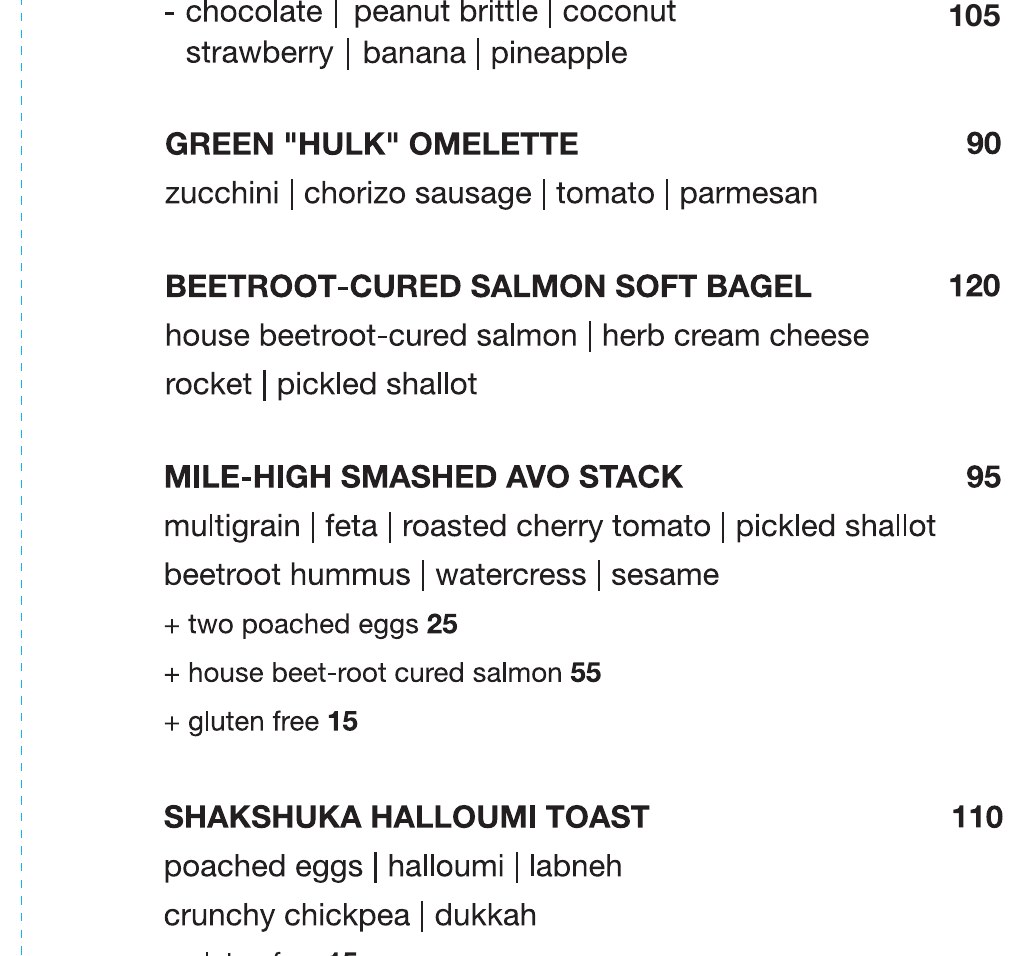 - chocolate | peanut brittle | coconut 105
strawberry | banana | pineapple
GREEN "HULK" OMELETTE 90
zucchini | chorizo sausage | tomato | parmesan
BEETROOT-CURED SALMON SOFT BAGEL 120
house beetroot-cured salmon | herb cream cheese
rocket | pickled shallot
MILE-HIGH SMASHED AVO STACK 95
multigrain | feta | roasted cherry tomato | pickled shallot
beetroot hummus | watercress | sesame
+ two poached eggs 25
+ house beet-root cured salmon 55
+ gluten free 15
SHAKSHUKA HALLOUMI TOAST 110
poached eggs | halloumi | labneh
crunchy chickpea | dukkah